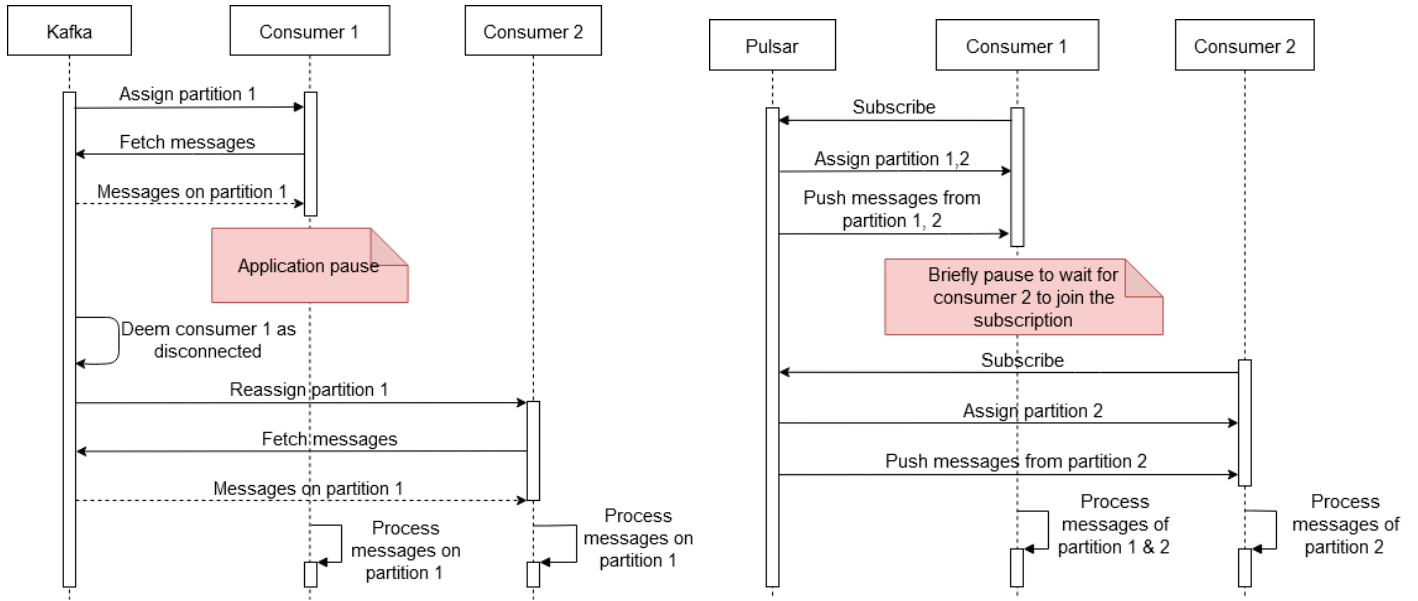 Kafka
Consumer 1
Consumer 2
Assign partition 1
Fetch messages
Messages on partition 1
Application pause
Deem consumer 1 as
disconnected
Reassign partition 1
Fetch messages
Messages on partition 1
Process
messages on
partition 1
Process
messages on
partition 1
Pulsar
Consumer 1
Consumer 2
Subscribe
Assign partition 1,2
Push messages from
partition 1, 2
Briefly pause to wait for
consumer 2 to join the
subscription
Subscribe
Assign partition 2
Push messages from partition 2
Process
messages of
partition 1 & 2
Process
messages of
partition 2